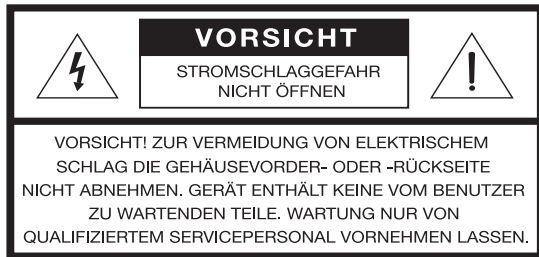 VORSICHT
STROMSCHLAGGEFAHR
NICHT ÖFFNEN
VORSICHT! ZUR VERMEIDUNG VON ELEKTRISCHEM
SCHLAG DIE GEHÄUSEVORDER- ODER -RÜCKSEITE
NICHT ABNEHMEN. GERÄT ENTHÄLT KEINE VOM BENUTZER
ZU WARTENDEN TEILE. WARTUNG NUR VON
QUALIFIZIERTEM SERVICEPERSONAL VORNEHMEN LASSEN.